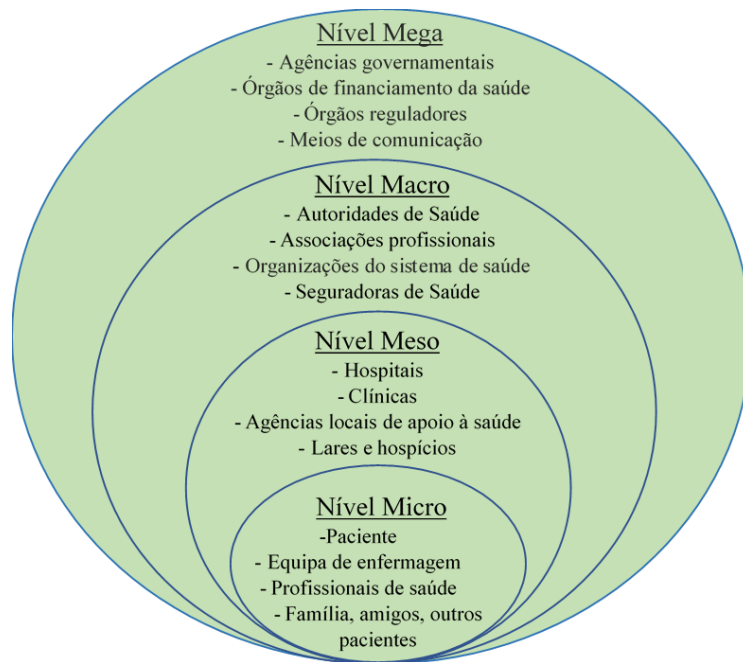 Nível Mega
- Agências governamentais
- Órgãos de financiamento da saúde
- Órgãos reguladores
- Meios de comunicação
Nível Macro
- Autoridades de Saúde
- Associações profissionais
- Organizações do sistema de saúde
- Seguradoras de Saúde
Nível Meso
- Hospitais
- Clínicas
- Agências locais de apoio à saúde
- Lares e hospícios
Nível Micro
-Paciente
- Equipa de enfermagem
- Profissionais de saúde
- Família, amigos, outros
pacientes